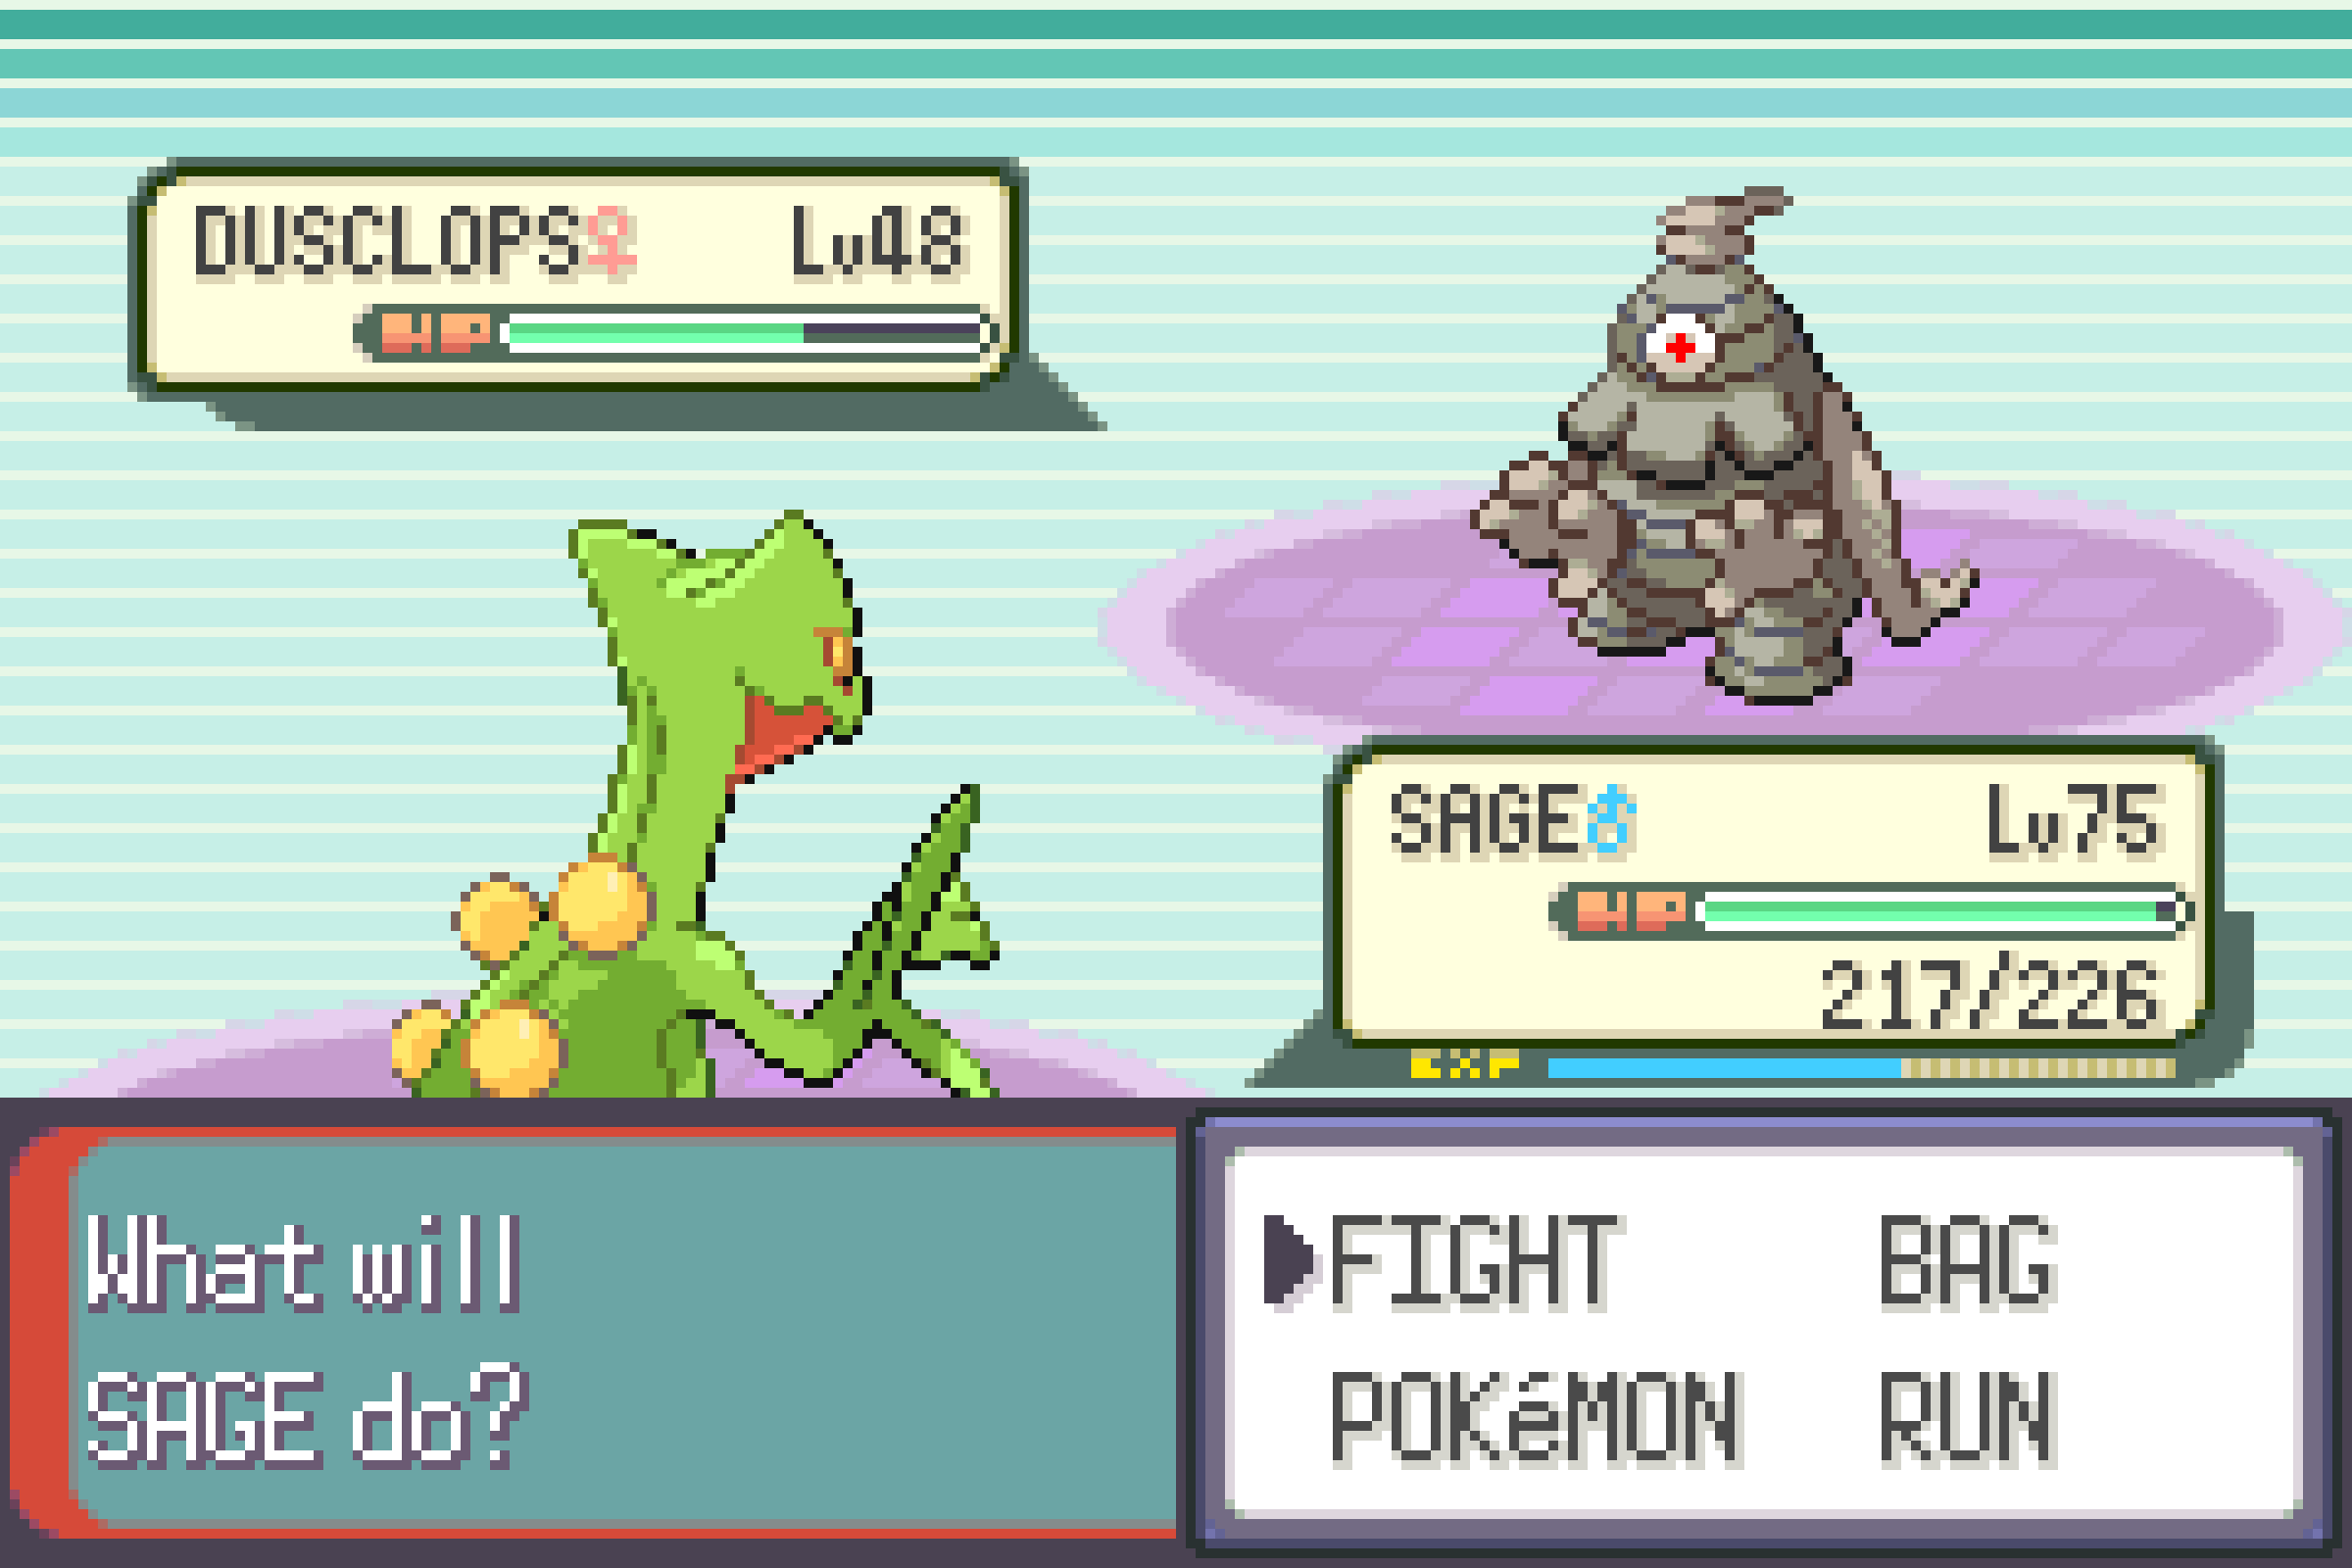 DUSCLOPS♀ Lv48
HP
SAGE♂ Lv75
HP
217/226
EXP
What will
SAGE do?
FIGHT BAG
POKéMON RUN